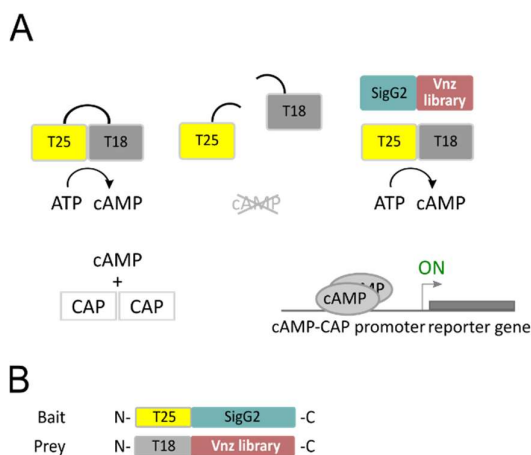 A
SigG2 Vnz library
T25 T18 T25 T18 T25 T18
ATP cAMP cAMP ATP cAMP
cAMP
+
CAP CAP
ON
cAMP MP
cAMP-CAP promoter reporter gene
B
Bait N- T25 SigG2 -C
Prey N- T18 Vnz library -C